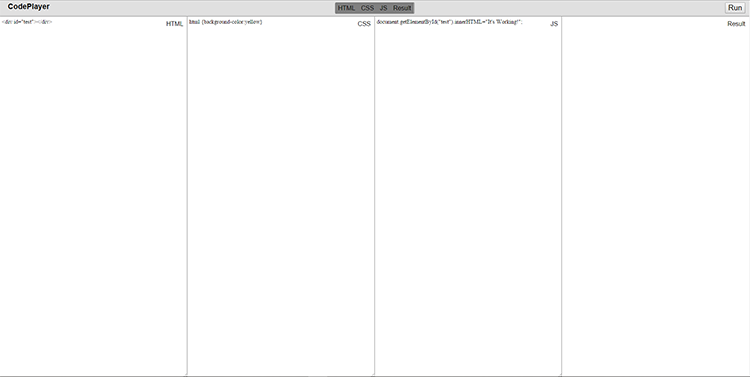 CodePlayer
HTML CSS JS Result
Run
<div id="test"></div>
HTML
html {background-color:yellow}
CSS
document.getElementById("test").innerHTML="It's Working!";
JS
Result